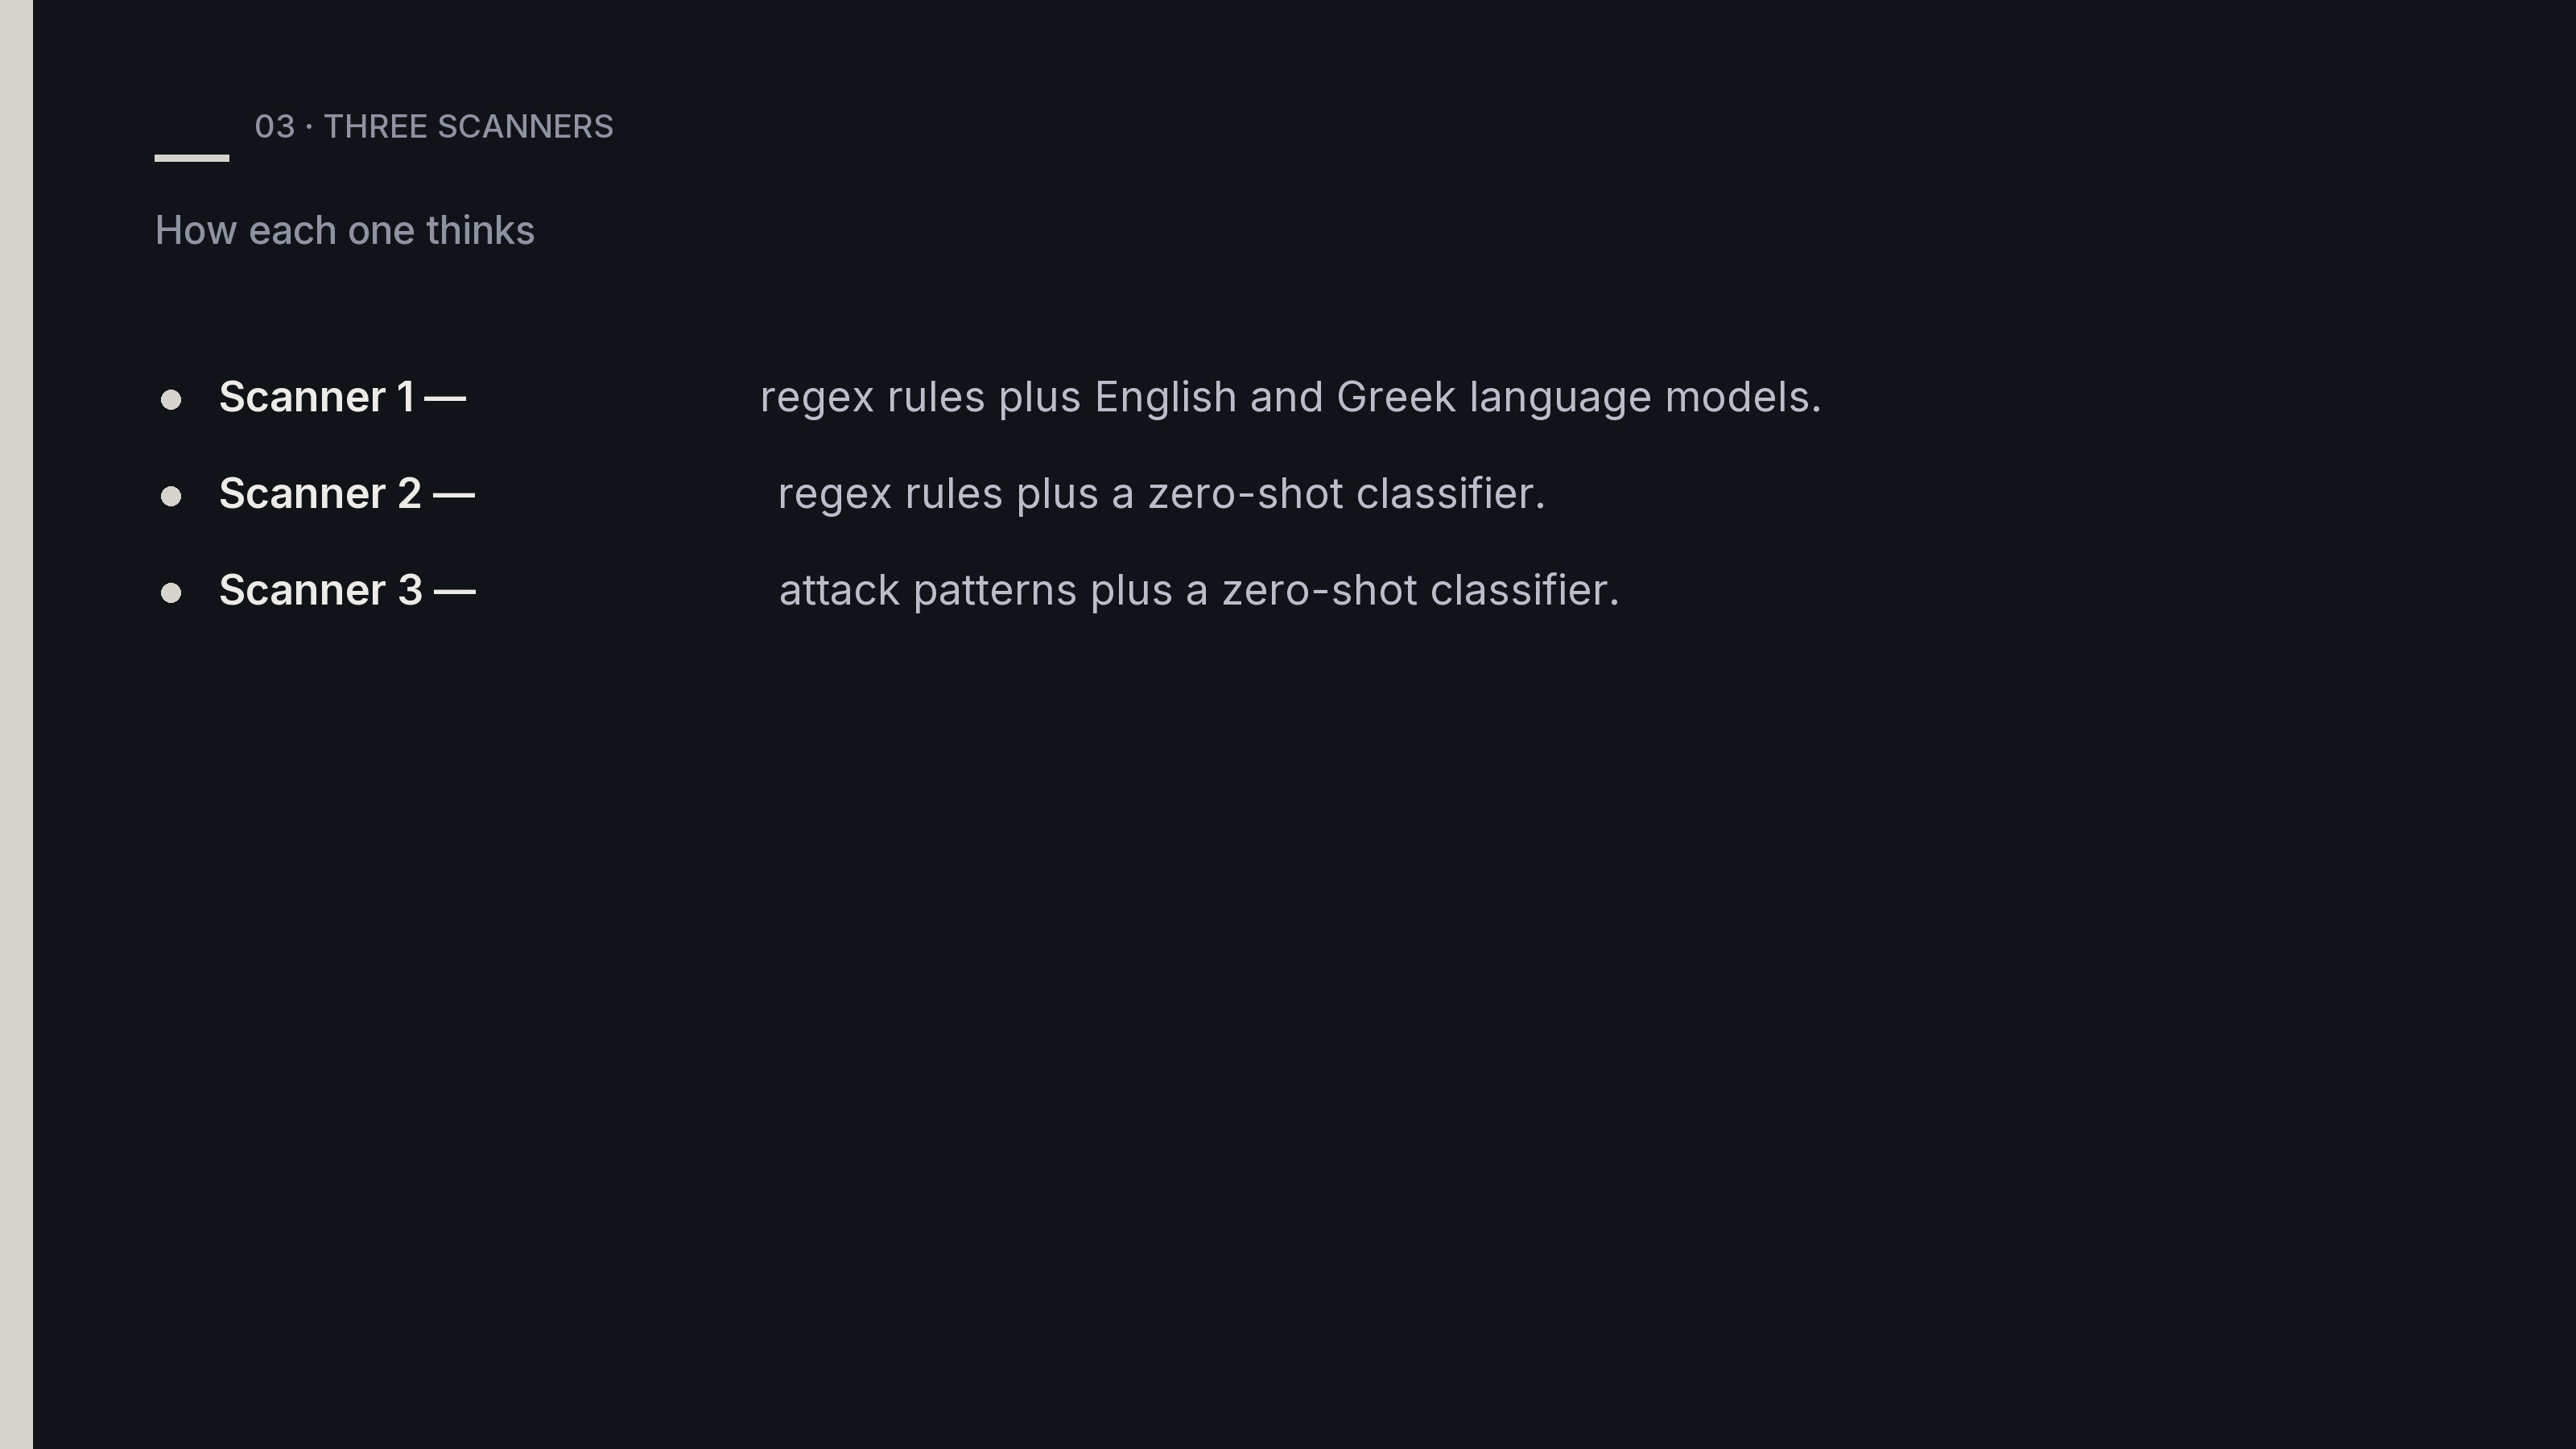 03 · THREE SCANNERS
How each one thinks
Scanner 1 — regex rules plus English and Greek language models.
Scanner 2 — regex rules plus a zero-shot classifier.
Scanner 3 — attack patterns plus a zero-shot classifier.